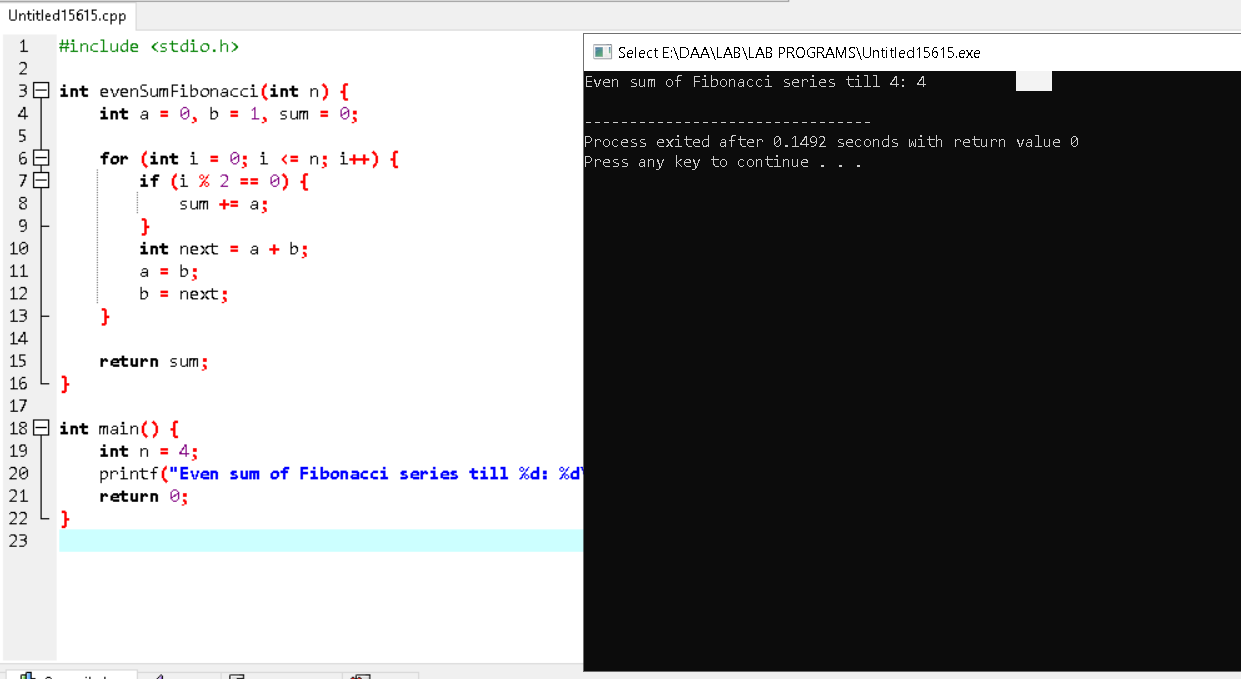 Untitled15615.cpp
1 #include <stdio.h>
2
3 int evenSumFibonacci(int n) {
4 int a = 0, b = 1, sum = 0;
5
6 for (int i = 0; i <= n; i++) {
7 if (i % 2 == 0) {
8 sum += a;
9 }
10 int next = a + b;
11 a = b;
12 b = next;
13 }
14
15 return sum;
16 }
17
18 int main() {
19 int n = 4;
20 printf("Even sum of Fibonacci series till %d: %d\
21 return 0;
22 }
23
Select E:\DAA\LAB\LAB PROGRAMS\Untitled15615.exe
Even sum of Fibonacci series till 4: 4
--------------------------------
Process exited after 0.1492 seconds with return value 0
Press any key to continue . . .